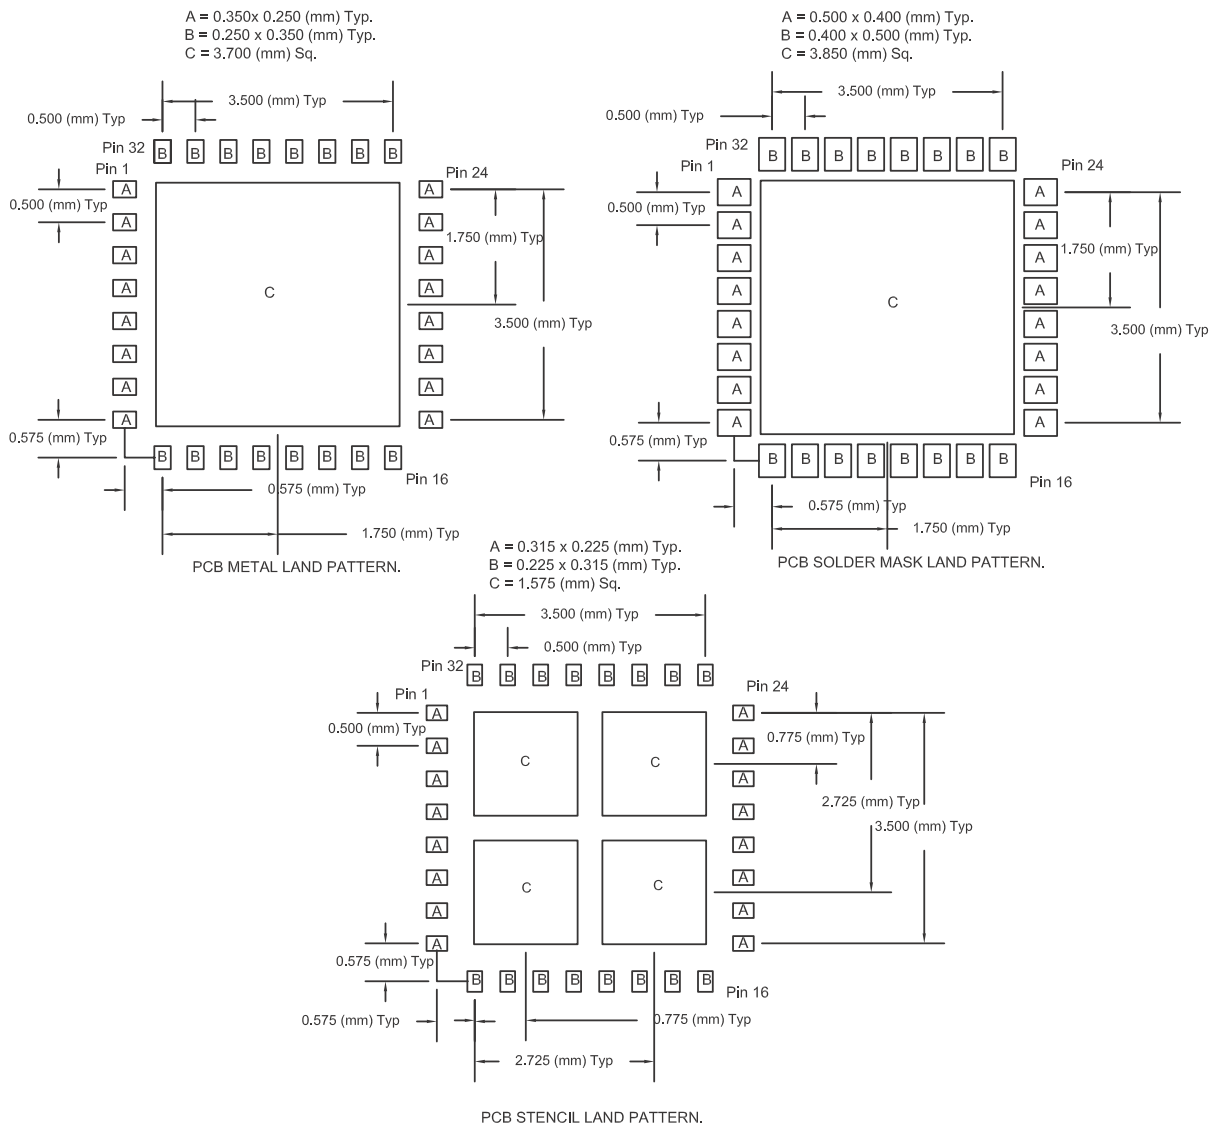 A = 0.350x 0.250 (mm) Typ.
B = 0.250 x 0.350 (mm) Typ.
C = 3.700 (mm) Sq.
3.500 (mm) Typ
0.500 (mm) Typ
Pin 32
B B B B B B B B
Pin 1
Pin 24
A A
0.500 (mm) Typ
A A
1.750 (mm) Typ
A A
C
A A
3.500 (mm) Typ
A A
A A
A A
A A
0.575 (mm) Typ
B B B B B B B B
Pin 16
0.575 (mm) Typ
1.750 (mm) Typ
PCB METAL LAND PATTERN.
A = 0.500 x 0.400 (mm) Typ.
B = 0.400 x 0.500 (mm) Typ.
C = 3.850 (mm) Sq.
3.500 (mm) Typ
0.500 (mm) Typ
Pin 32
B B B B B B B B
Pin 1
Pin 24
A A
0.500 (mm) Typ
A A
1.750 (mm) Typ
A A
A A
C
A A
3.500 (mm) Typ
A A
A A
A A
0.575 (mm) Typ
B B B B B B B B
Pin 16
0.575 (mm) Typ
1.750 (mm) Typ
PCB SOLDER MASK LAND PATTERN.
A = 0.315 x 0.225 (mm) Typ.
B = 0.225 x 0.315 (mm) Typ.
C = 1.575 (mm) Sq.
3.500 (mm) Typ
0.500 (mm) Typ
Pin 32
B B B B B B B B
Pin 1
Pin 24
A A
0.500 (mm) Typ
0.775 (mm) Typ
A A
C C
A A
2.725 (mm) Typ
A A
3.500 (mm) Typ
A A
A A
C C
A A
A A
0.575 (mm) Typ
B B B B B B B B
Pin 16
0.575 (mm) Typ
0.775 (mm) Typ
2.725 (mm) Typ
PCB STENCIL LAND PATTERN.